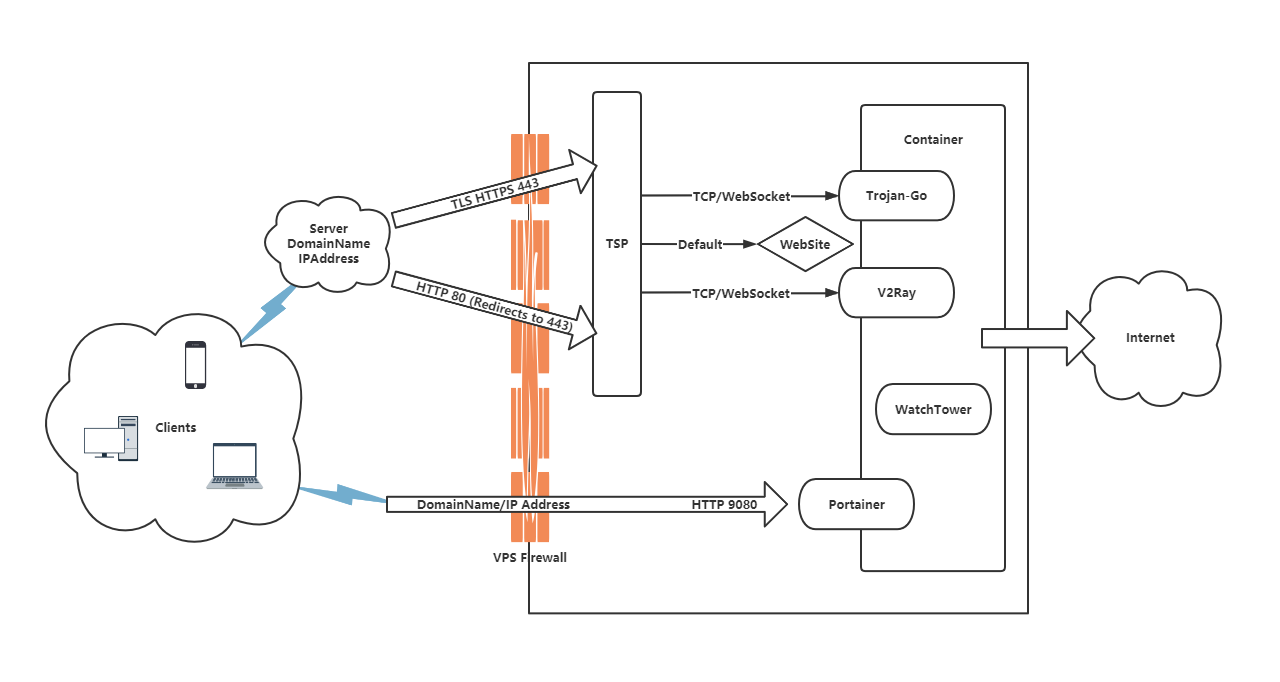 Container
TLS HTTPS 443
TCP/WebSocket
Trojan-Go
Server
DomainName
IPAddress
TSP
Default
WebSite
HTTP 80 (Redirects to 443)
TCP/WebSocket
V2Ray
Internet
WatchTower
Clients
DomainName/IP Address
HTTP 9080
Portainer
VPS Firewall